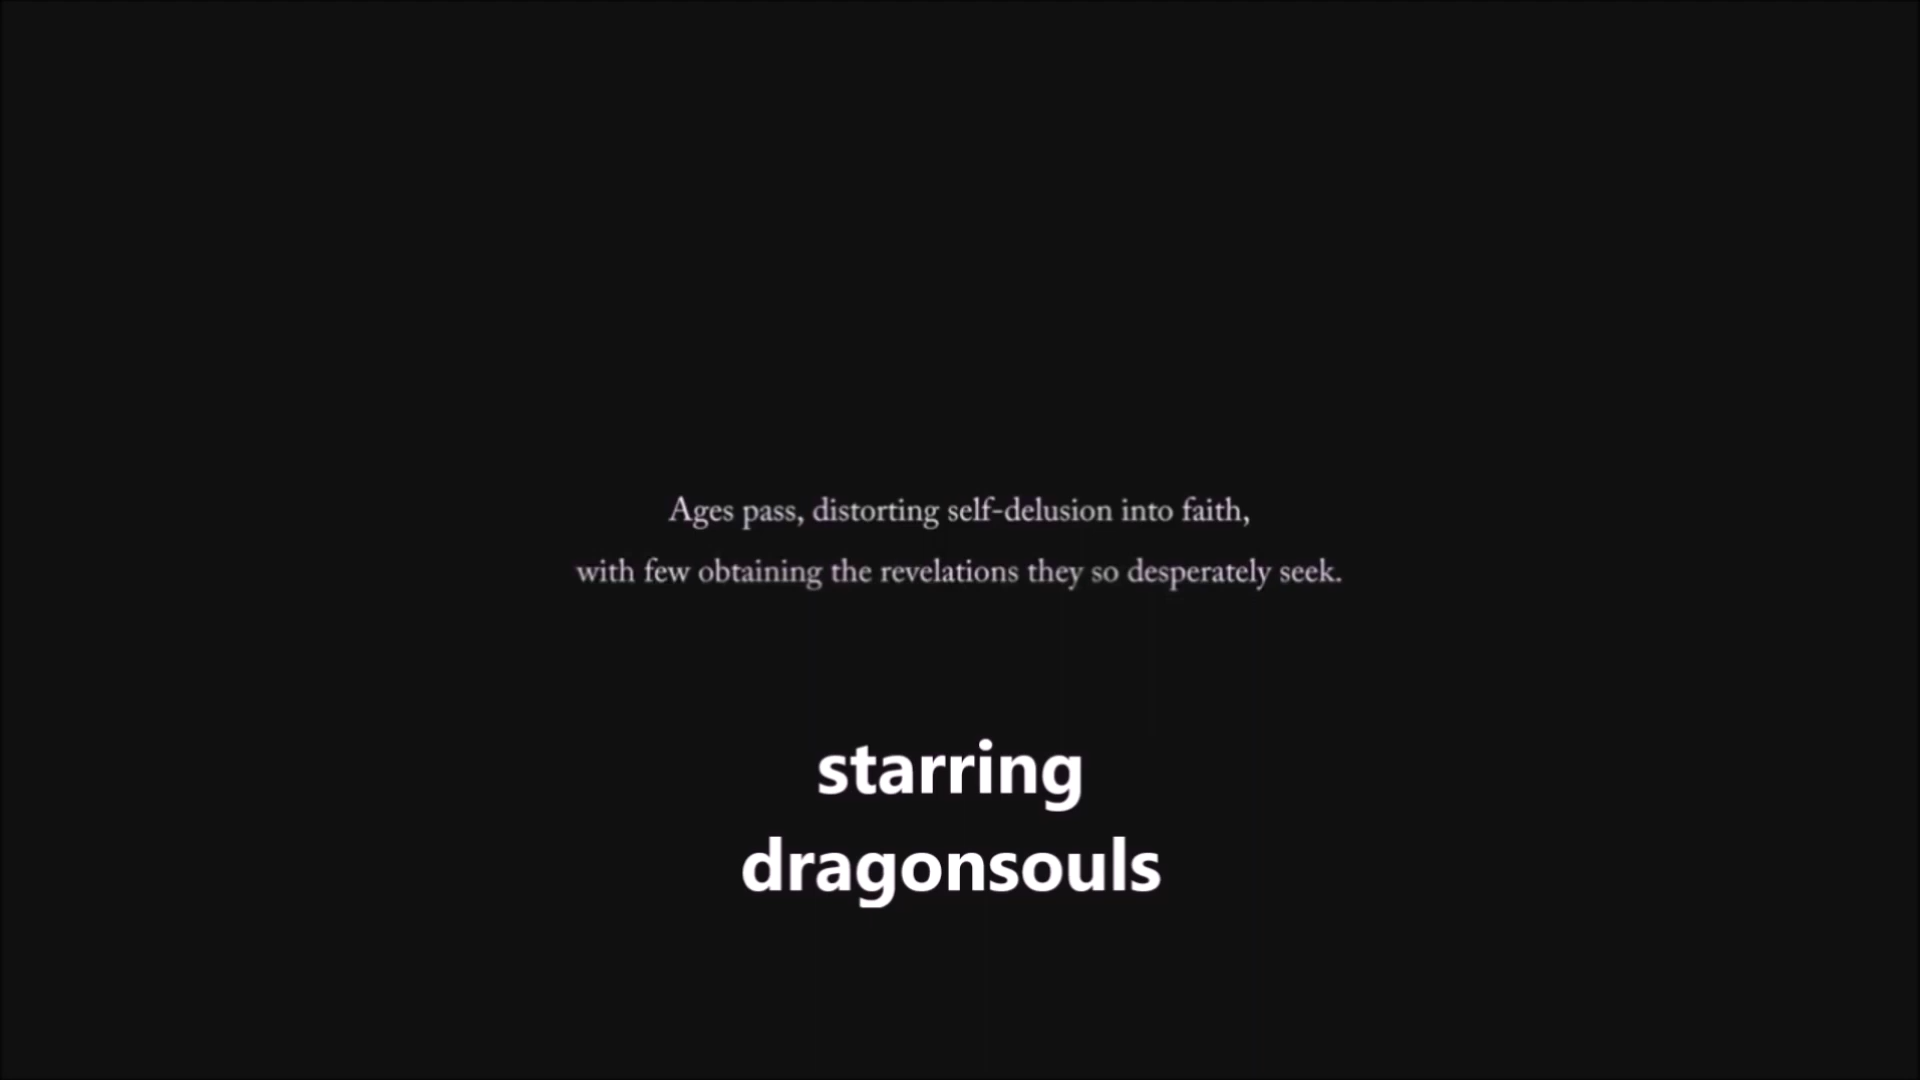 Ages pass, distorting self-delusion into faith,
with few obtaining the revelations they so desperately seek.
starring
dragonsouls